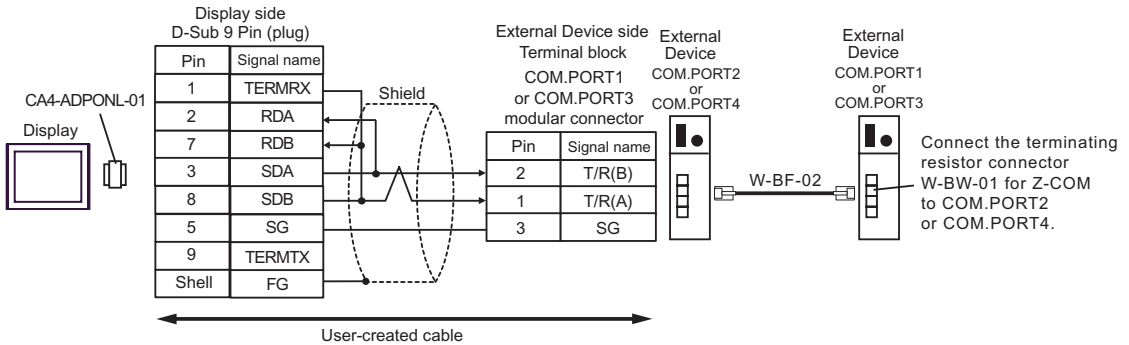 Display side
D-Sub 9 Pin (plug)
Pin Signal name
1 TERMRX
2 RDA
7 RDB
3 SDA
8 SDB
5 SG
9 TERMTX
Shell FG
CA4-ADPONL-01
Display
Shield
External Device side
Terminal block
COM.PORT1
or COM.PORT3
modular connector
Pin Signal name
2 T/R(B)
1 T/R(A)
3 SG
External
Device
COM.PORT2
or
COM.PORT4
W-BF-02
External
Device
COM.PORT1
or
COM.PORT3
Connect the terminating
resistor connector
W-BW-01 for Z-COM
to COM.PORT2
or COM.PORT4.
User-created cable